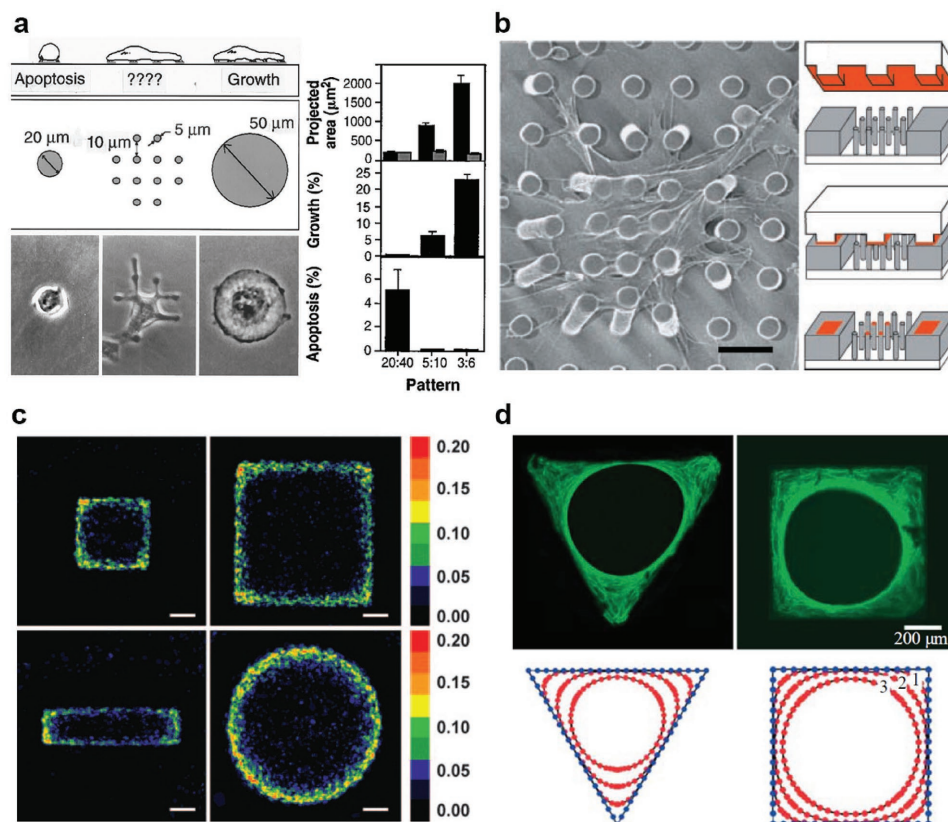 a
Apoptosis
????
Growth
20 μm
10 μm
5 μm
50 μm
Projected
area (μm²)
2000
1500
1000
500
0
Growth (%)
25
20
15
10
5
0
Apoptosis (%)
6
4
2
0
20:40
5:10
3:6
Pattern
b
c
0.20
0.15
0.10
0.05
0.00
0.20
0.15
0.10
0.05
0.00
d
200 μm
3 2 1